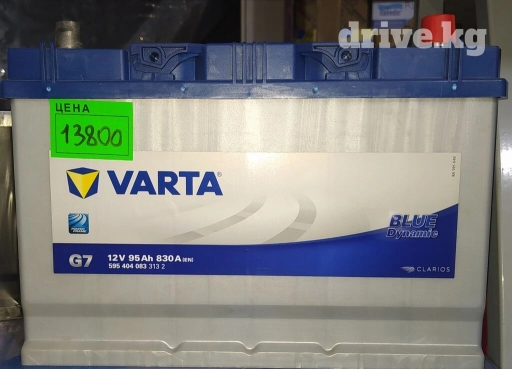 drive.kg
ЦЕНА
13800
VARTA
BLUE
Dynamic
G7
12V 95Ah 830A (EN)
595 404 083 313 2
CLARIOS